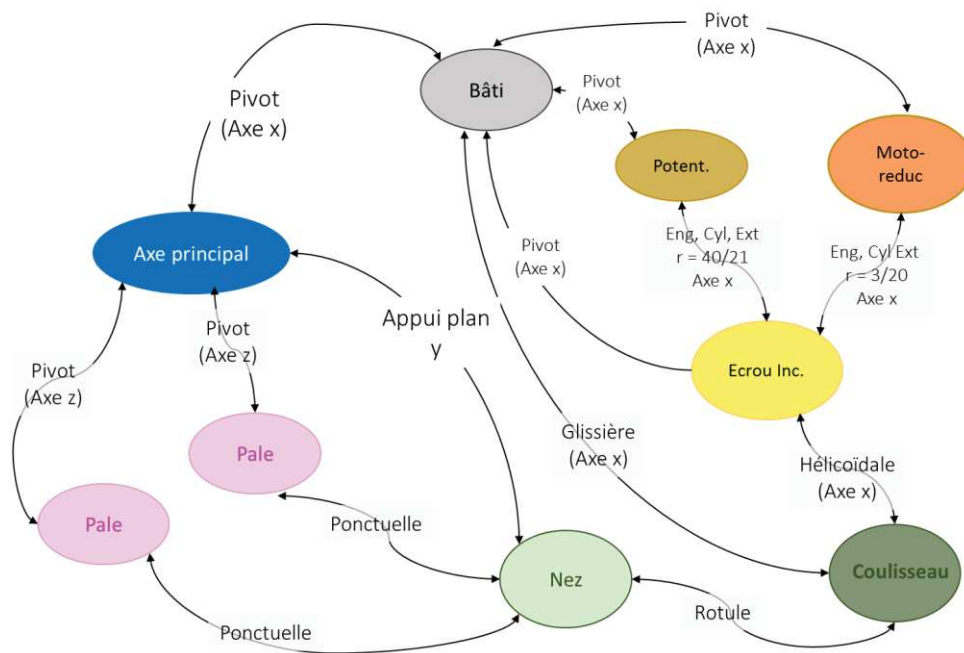 Pivot
(Axe x)
Bâti
Pivot
(Axe x)
Pivot
(Axe x)
Potent.
Moto-
reduc
Axe principal
Pivot
(Axe x)
Eng, Cyl, Ext
r = 40/21
Axe x
Eng, Cyl Ext
r = 3/20
Axe x
Appui plan
y
Pivot
(Axe z)
Pivot
(Axe z)
Ecrou Inc.
Pale
Glissière
(Axe x)
Hélicoïdale
(Axe x)
Pale
Ponctuelle
Nez
Coulisseau
Ponctuelle
Rotule